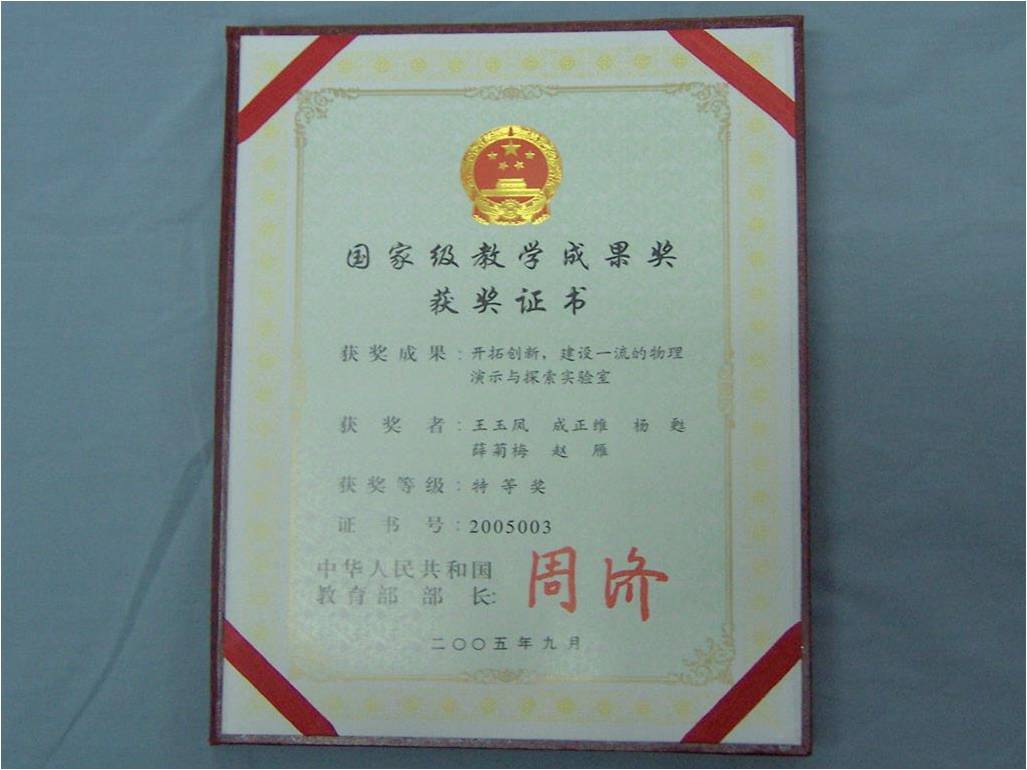 国家级教学成果奖
获奖证书
获奖成果：开拓创新，建设一流的物理
演示与探索实验室
获奖者：王玉凤 成正维 杨甦
薛菊梅 赵雁
获奖等级：特等奖
证书号：2005003
中华人民共和国
教育部部长: 周济
二〇〇五年九月